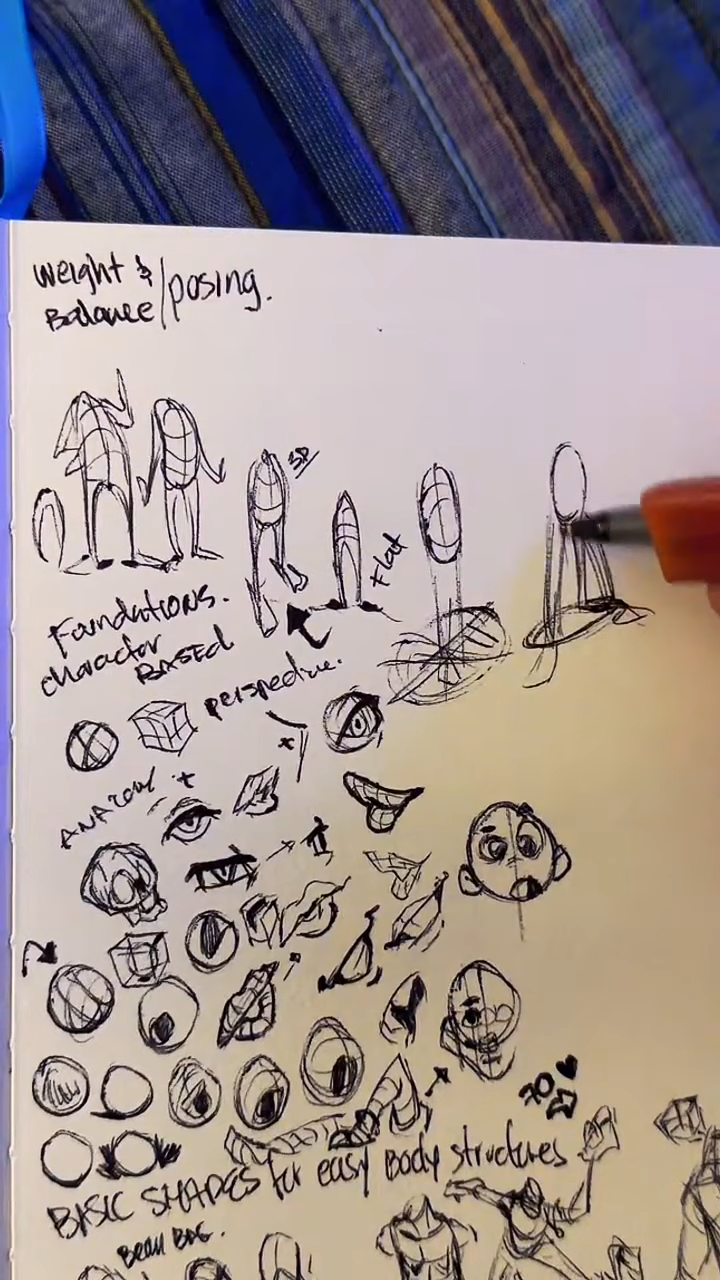 weight &
Balance/posing.
3D
Flat
Foundations.
character
BASED
perspective.
ANATOMY
BASIC SHAPES for easy Body structures
Bean BAG.